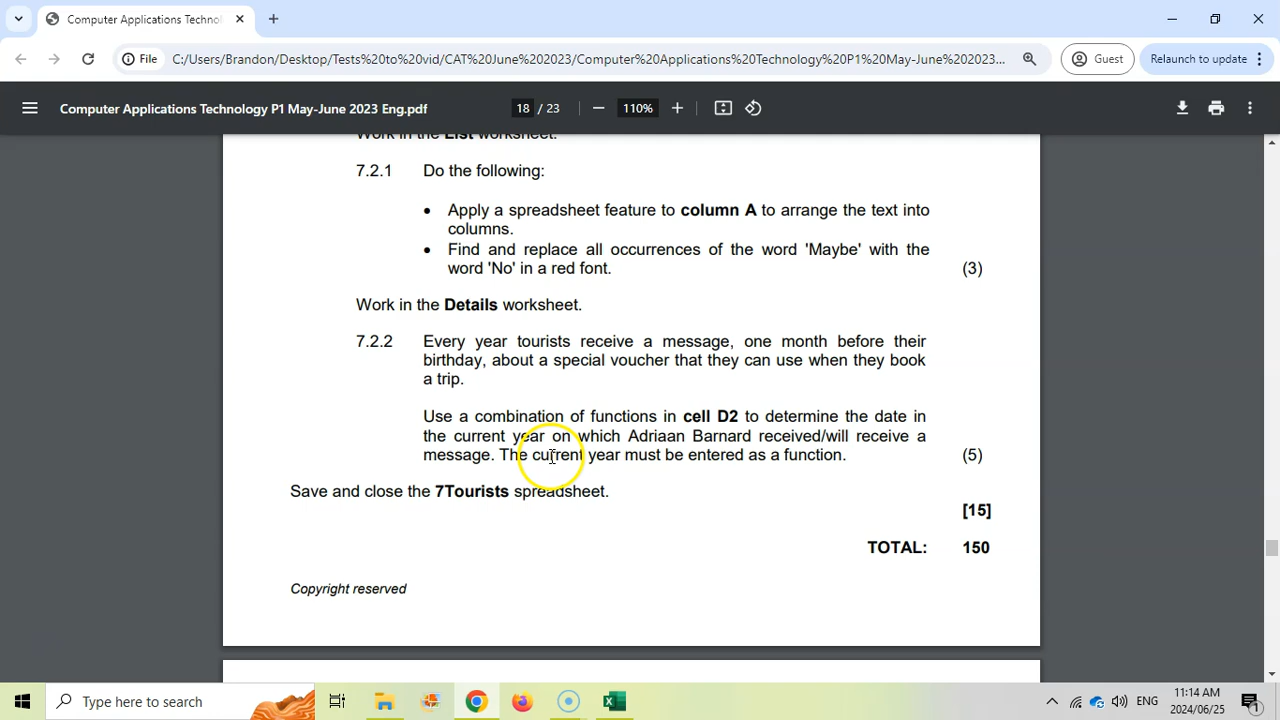 Computer Applications Techno
File
C:/Users/Brandon/Desktop/Tests%20to%20vid/CAT%20June%202023/Computer%20Applications%20Technology%20P1%20May-June%202023...
Guest
Relaunch to update
Computer Applications Technology P1 May-June 2023 Eng.pdf
18 / 23
110%
Work in the List worksheet.
7.2.1 Do the following:
• Apply a spreadsheet feature to column A to arrange the text into
columns.
• Find and replace all occurrences of the word 'Maybe' with the
word 'No' in a red font. (3)
Work in the Details worksheet.
7.2.2 Every year tourists receive a message, one month before their
birthday, about a special voucher that they can use when they book
a trip.
Use a combination of functions in cell D2 to determine the date in
the current year on which Adriaan Barnard received/will receive a
message. The current year must be entered as a function. (5)
Save and close the 7Tourists spreadsheet.
[15]
TOTAL: 150
Copyright reserved
Type here to search
ENG
11:14 AM
2024/06/25